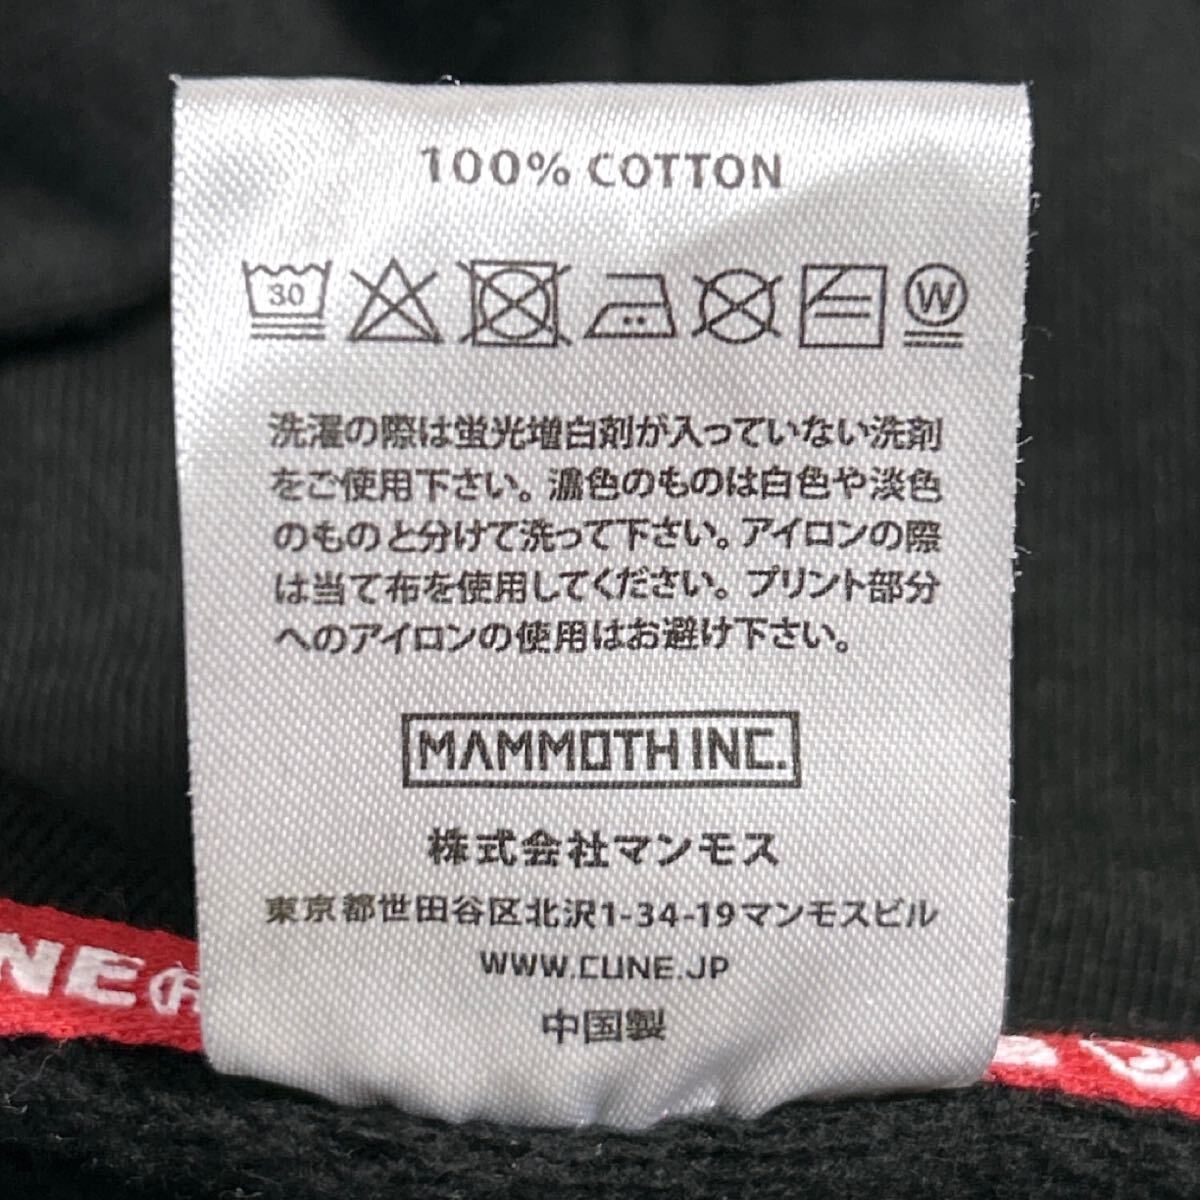 100% COTTON
30
W
洗濯の際は蛍光増白剤が入っていない洗剤
をご使用下さい。濃色のものは白色や淡色
のものと分けて洗って下さい。アイロンの際
は当て布を使用してください。プリント部分
へのアイロンの使用はお避け下さい。
MAMMOTH INC.
株式会社マンモス
東京都世田谷区北沢1-34-19マンモスビル
WWW.CUNE.JP
中国製
NE®